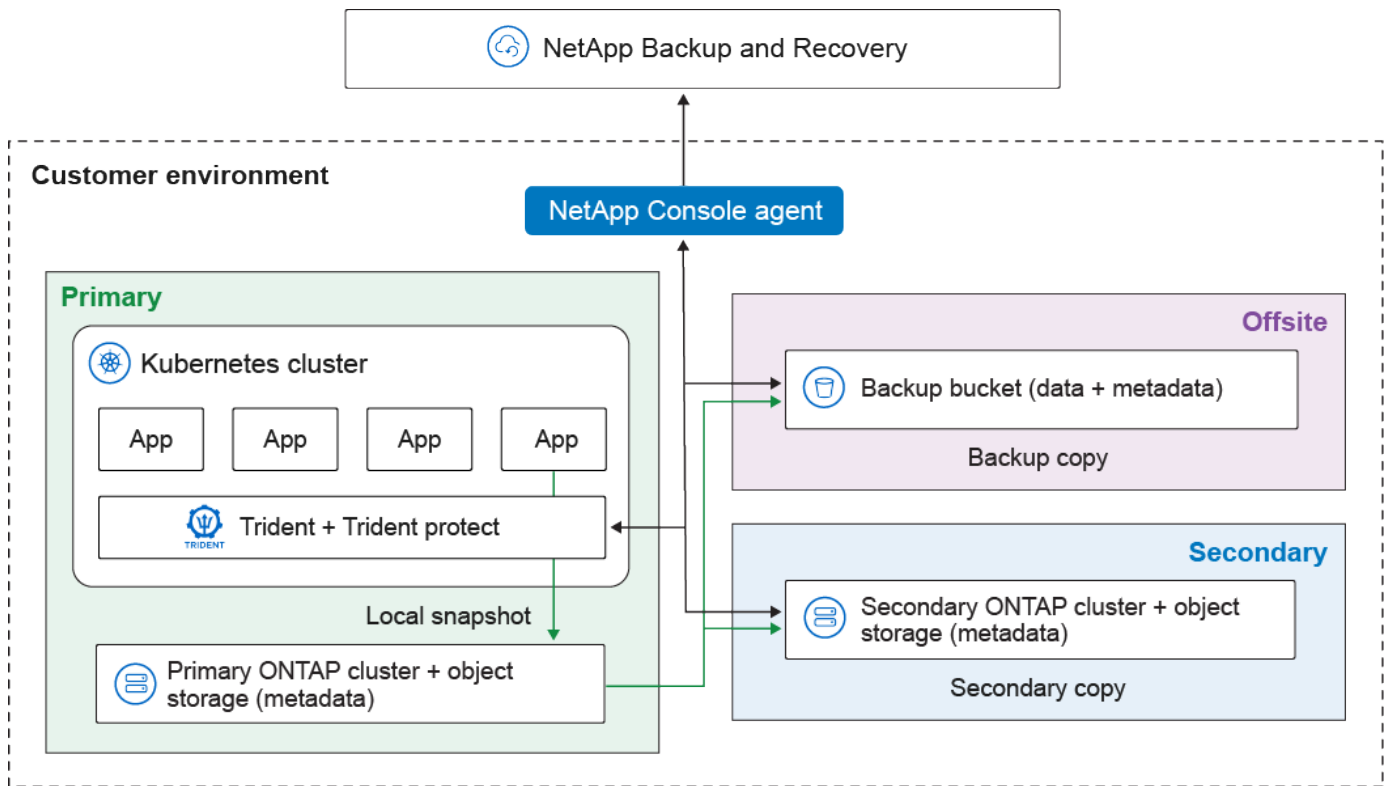 NetApp Backup and Recovery
Customer environment
NetApp Console agent
Primary
Kubernetes cluster
App
App
App
App
TRIDENT
Trident + Trident protect
Local snapshot
Primary ONTAP cluster + object
storage (metadata)
Offsite
Backup bucket (data + metadata)
Backup copy
Secondary
Secondary ONTAP cluster + object
storage (metadata)
Secondary copy